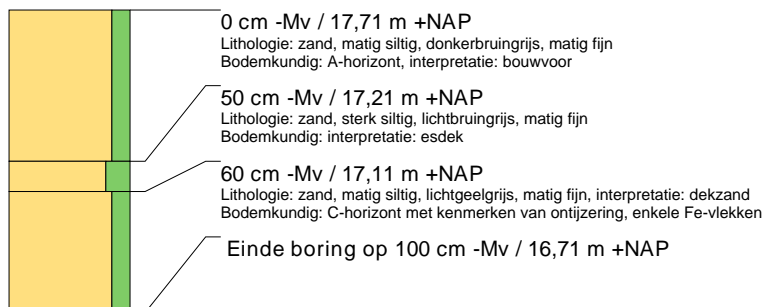 0 cm -Mv / 17,71 m +NAP
Lithologie: zand, matig siltig, donkerbruingrijs, matig fijn
Bodemkundig: A-horizont, interpretatie: bouwvoor
50 cm -Mv / 17,21 m +NAP
Lithologie: zand, sterk siltig, lichtbruingrijs, matig fijn
Bodemkundig: interpretatie: esdek
60 cm -Mv / 17,11 m +NAP
Lithologie: zand, matig siltig, lichtgeelgrijs, matig fijn, interpretatie: dekzand
Bodemkundig: C-horizont met kenmerken van ontijzering, enkele Fe-vlekken
Einde boring op 100 cm -Mv / 16,71 m +NAP